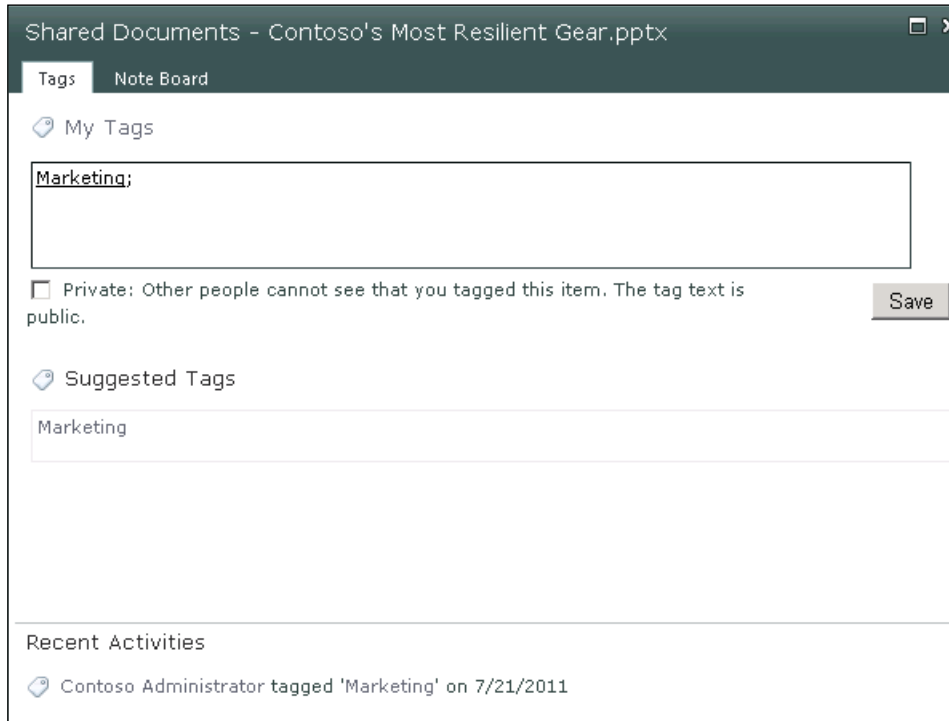 Shared Documents - Contoso's Most Resilient Gear.pptx
Tags Note Board
My Tags
Marketing;
Private: Other people cannot see that you tagged this item. The tag text is
public.
Save
Suggested Tags
Marketing
Recent Activities
Contoso Administrator tagged 'Marketing' on 7/21/2011